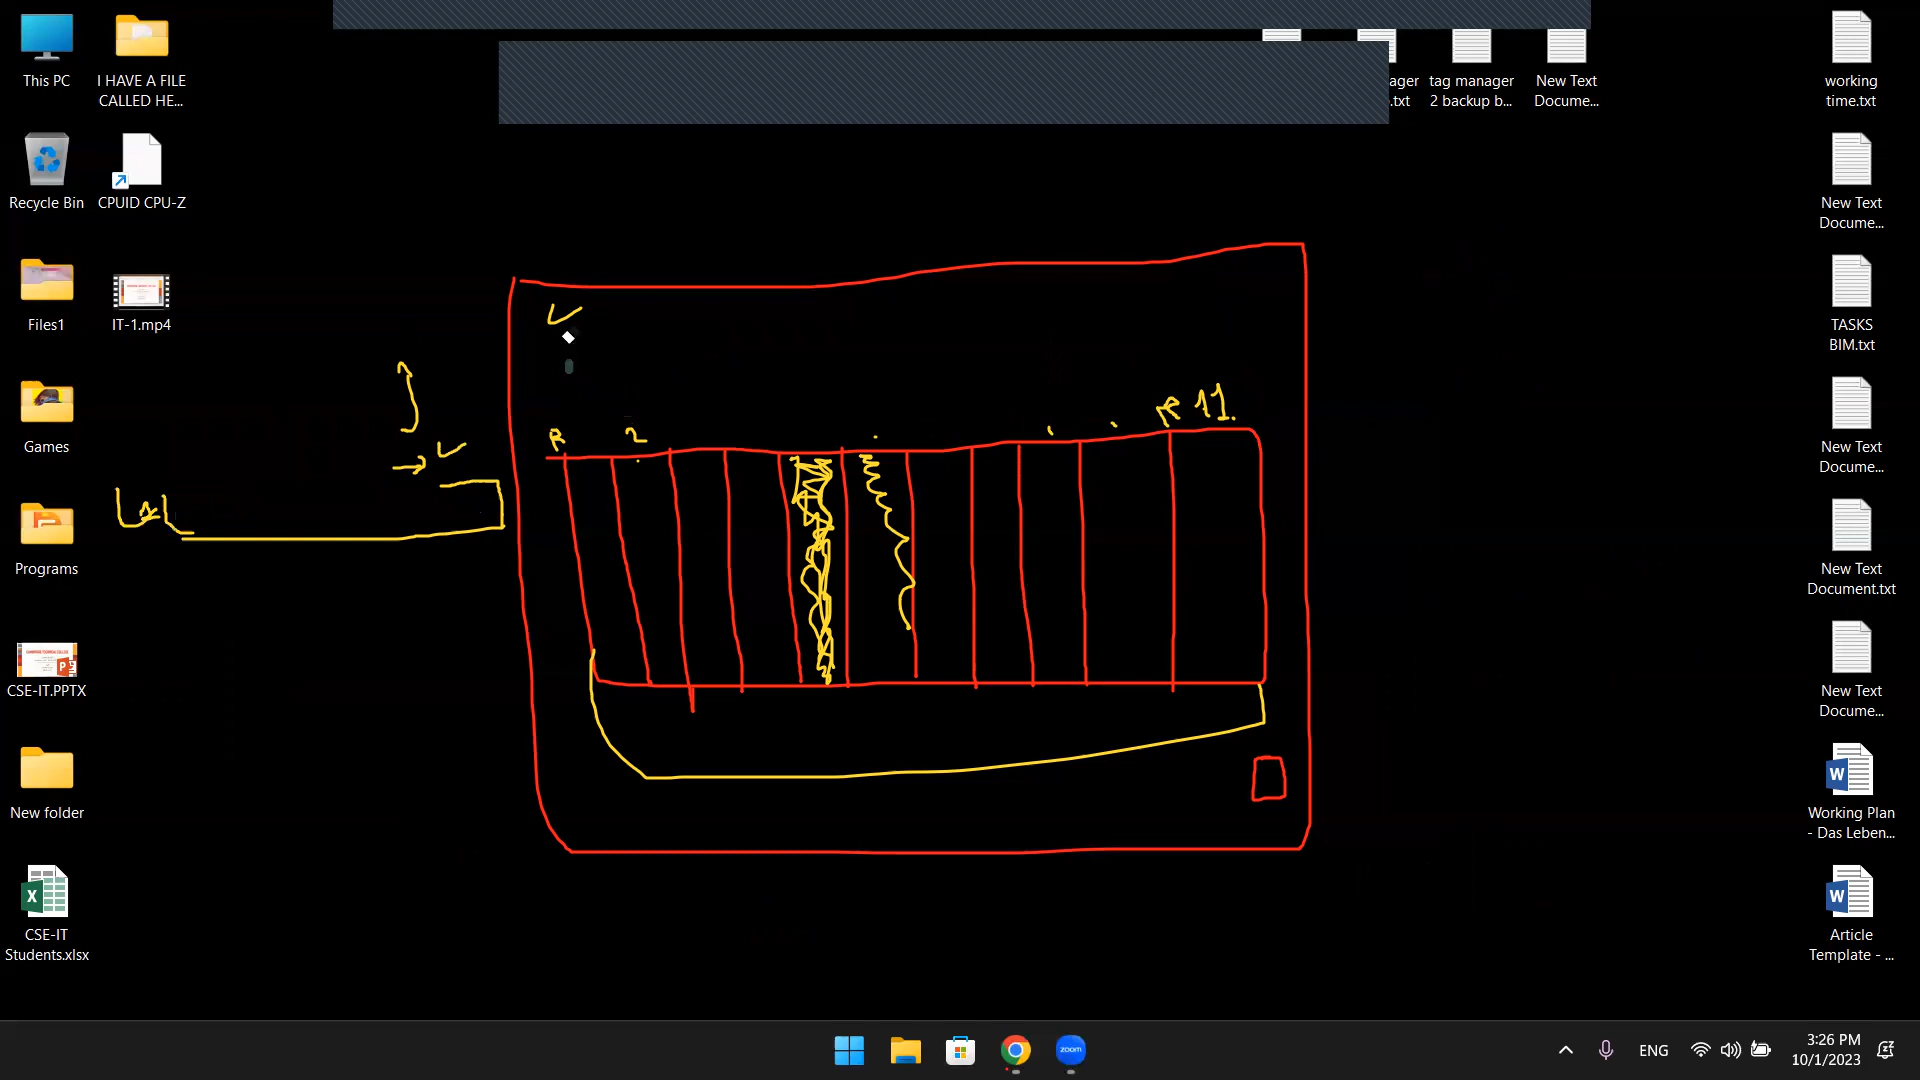 This PC
I HAVE A FILE
CALLED HE...
ager
.txt
tag manager
2 backup b...
New Text
Docume...
working
time.txt
Recycle Bin
CPUID CPU-Z
New Text
Docume...
Files1
IT-1.mp4
TASKS
BIM.txt
R
2
R 11.
Games
New Text
Docume...
Programs
New Text
Document.txt
CSE-IT.PPTX
New Text
Docume...
New folder
Working Plan
- Das Leben...
CSE-IT
Students.xlsx
Article
Template - ...
zoom
ENG
3:26 PM
10/1/2023